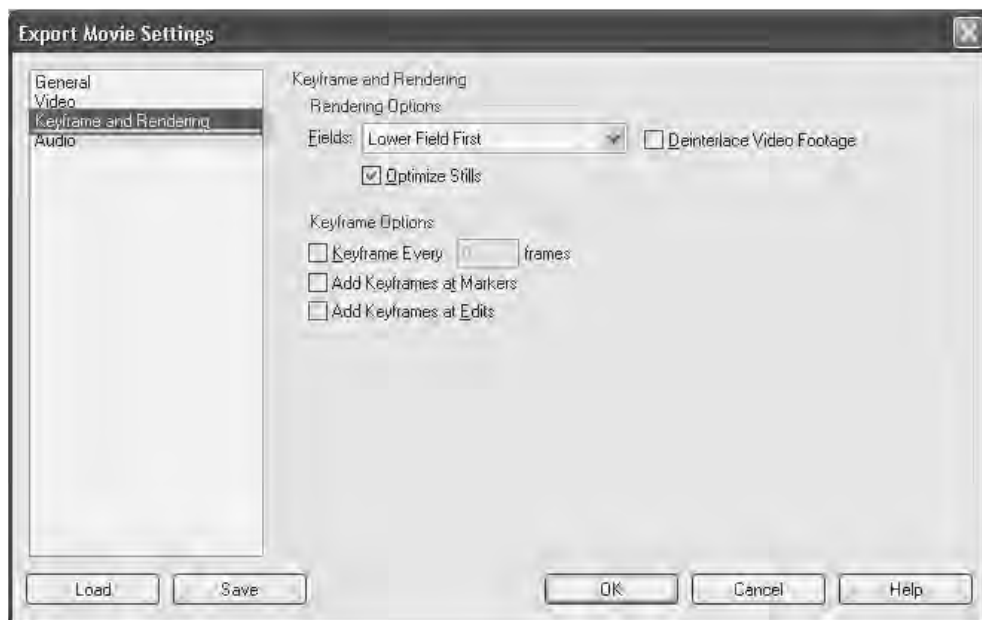 Export Movie Settings
General
Video
Keyframe and Rendering
Audio
Keyframe and Rendering
Rendering Options
Fields: Lower Field First
Deinterlace Video Footage
Optimize Stills
Keyframe Options
Keyframe Every 0 frames
Add Keyframes at Markers
Add Keyframes at Edits
Load
Save
OK
Cancel
Help